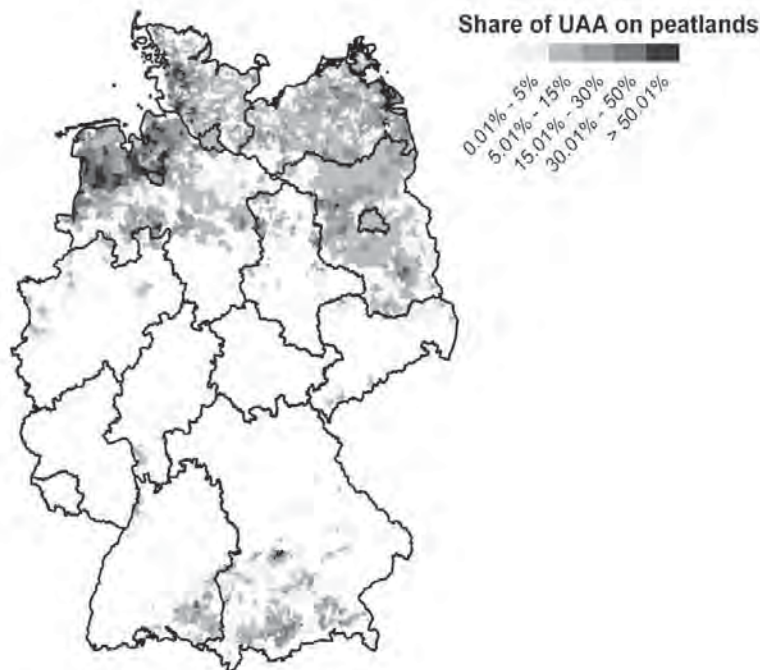 Share of UAA on peatlands
0.01% - 5%
5.01% - 15%
15.01% - 30%
30.01% - 50%
> 50.01%